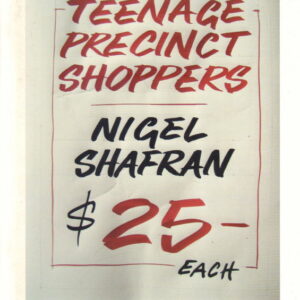 TEENAGE
PRECINCT
SHOPPERS
NIGEL
SHAFRAN
$25-
EACH